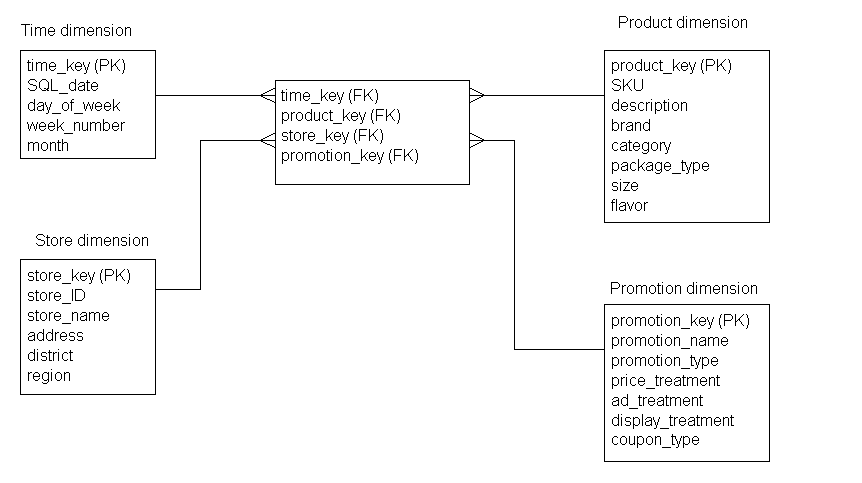 Time dimension
time_key (PK)
SQL_date
day_of_week
week_number
month
time_key (FK)
product_key (FK)
store_key (FK)
promotion_key (FK)
Product dimension
product_key (PK)
SKU
description
brand
category
package_type
size
flavor
Store dimension
store_key (PK)
store_ID
store_name
address
district
region
Promotion dimension
promotion_key (PK)
promotion_name
promotion_type
price_treatment
ad_treatment
display_treatment
coupon_type